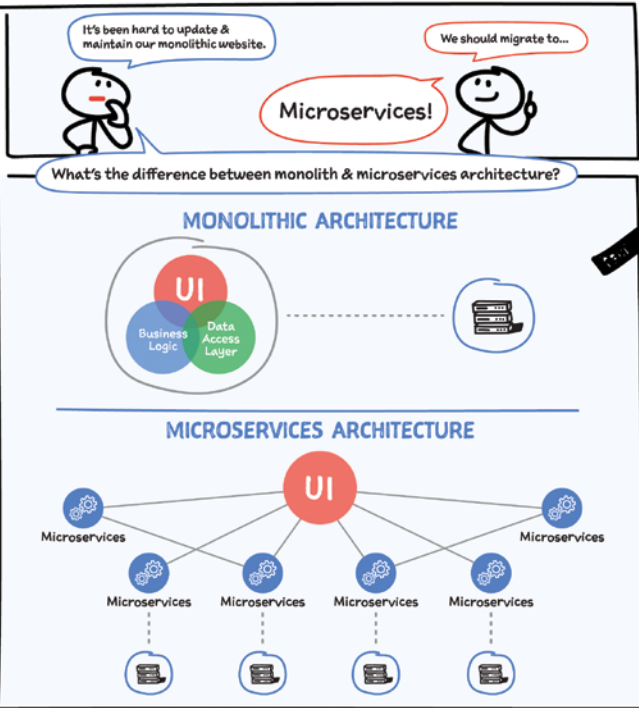 It's been hard to update &
maintain our monolithic website.
We should migrate to...
Microservices!
What's the difference between monolith & microservices architecture?
MONOLITHIC ARCHITECTURE
UI
Business
Logic
Data
Access
Layer
MICROSERVICES ARCHITECTURE
UI
Microservices
Microservices
Microservices
Microservices
Microservices
Microservices